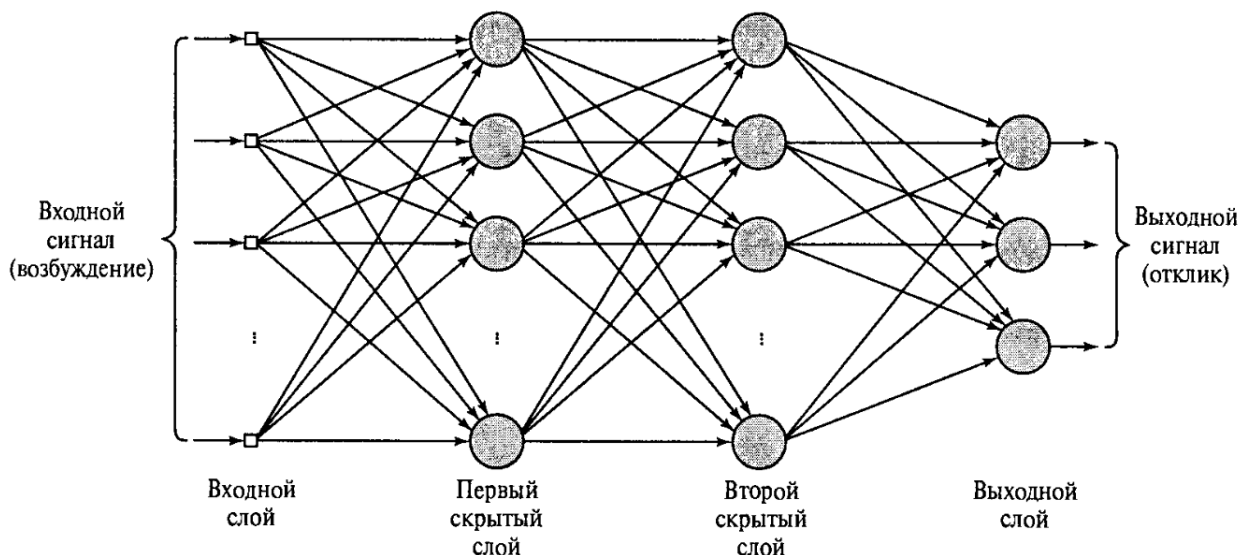 Входной
сигнал
(возбуждение)
Выходной
сигнал
(отклик)
Входной
слой
Первый
скрытый
слой
Второй
скрытый
слой
Выходной
слой